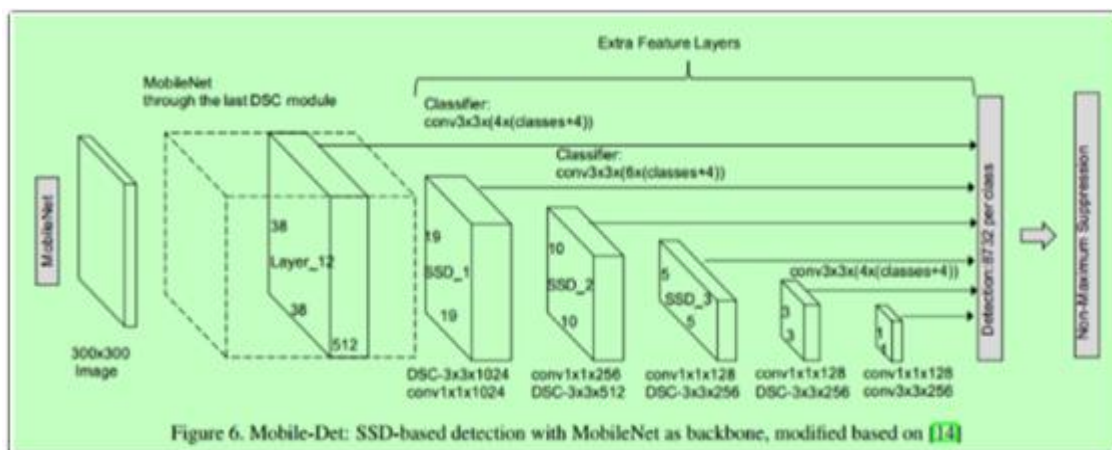 Extra Feature Layers
MobileNet
through the last DSC module
Classifier:
conv3x3x(4x(classes+4))
Classifier:
conv3x3x(6x(classes+4))
MobileNet
38
Layer_12
38
512
19
SSD_1
19
10
SSD_2
10
5
SSD_3
5
conv3x3x(4x(classes+4))
3
3
1
1
Detection:8732 per class
Non-Maximum Suppression
300x300
Image
DSC-3x3x1024
conv1x1x1024
conv1x1x256
DSC-3x3x512
conv1x1x128
DSC-3x3x256
conv1x1x128
DSC-3x3x256
conv1x1x128
conv3x3x256
Figure 6. Mobile-Det: SSD-based detection with MobileNet as backbone, modified based on [14]